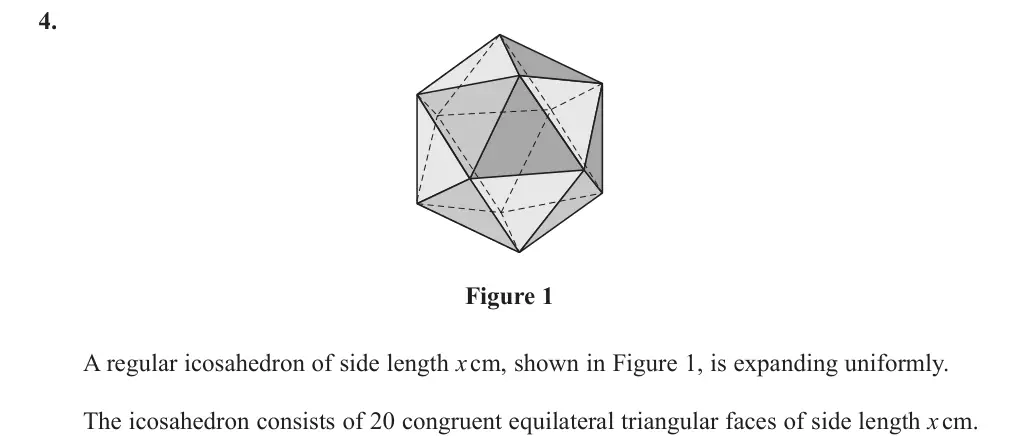 4.
Figure 1
A regular icosahedron of side length x cm, shown in Figure 1, is expanding uniformly.
The icosahedron consists of 20 congruent equilateral triangular faces of side length x cm.